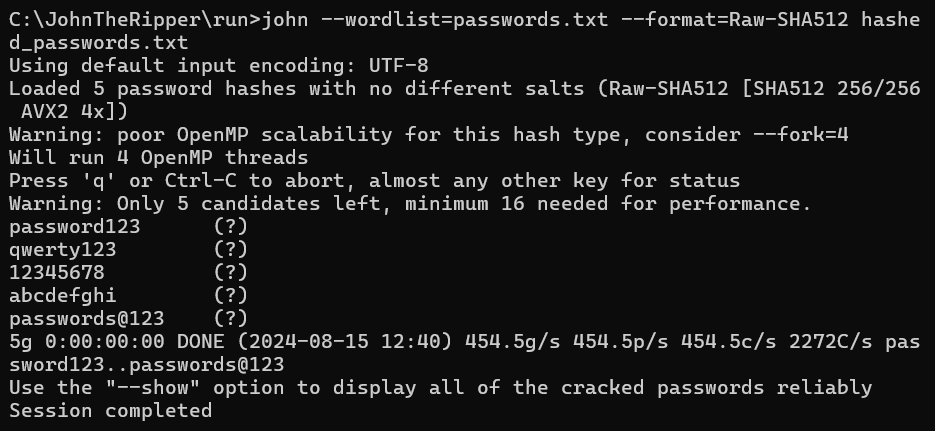 C:\JohnTheRipper\run>john --wordlist=passwords.txt --format=Raw-SHA512 hashe
d_passwords.txt
Using default input encoding: UTF-8
Loaded 5 password hashes with no different salts (Raw-SHA512 [SHA512 256/256
 AVX2 4x])
Warning: poor OpenMP scalability for this hash type, consider --fork=4
Will run 4 OpenMP threads
Press 'q' or Ctrl-C to abort, almost any other key for status
Warning: Only 5 candidates left, minimum 16 needed for performance.
password123      (?)
qwerty123        (?)
12345678         (?)
abcdefghi        (?)
passwords@123    (?)
5g 0:00:00:00 DONE (2024-08-15 12:40) 454.5g/s 454.5p/s 454.5c/s 2272C/s pas
sword123..passwords@123
Use the "--show" option to display all of the cracked passwords reliably
Session completed